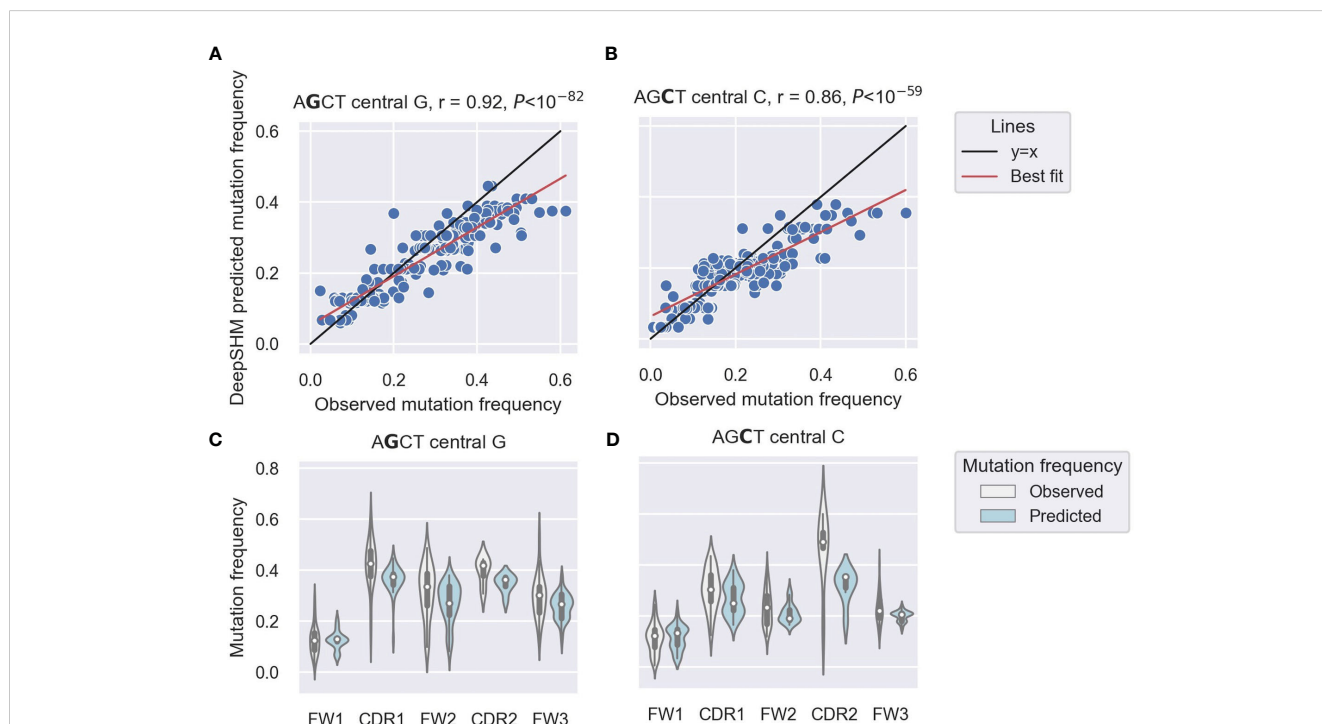 A
B
AGCT central G, r = 0.92, P<10⁻⁸²
AGCT central C, r = 0.86, P<10⁻⁵⁹
DeepSHM predicted mutation frequency
0.6
0.4
0.2
0.0
0.0 0.2 0.4 0.6
Observed mutation frequency
0.0 0.2 0.4 0.6
Observed mutation frequency
Lines
y=x
Best fit
C
AGCT central G
D
AGCT central C
Mutation frequency
0.8
0.6
0.4
0.2
0.0
FW1 CDR1 FW2 CDR2 FW3
FW1 CDR1 FW2 CDR2 FW3
Mutation frequency
Observed
Predicted